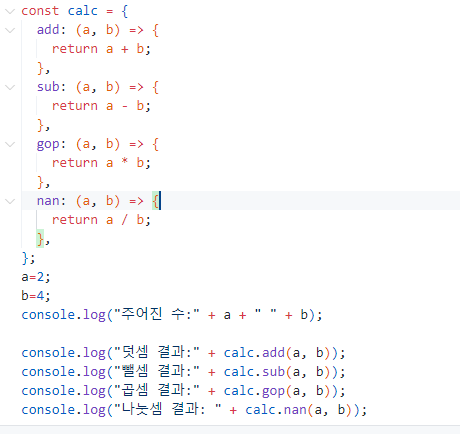 const calc = {
  add: (a, b) => {
    return a + b;
  },
  sub: (a, b) => {
    return a - b;
  },
  gop: (a, b) => {
    return a * b;
  },
  nan: (a, b) => {
    return a / b;
  },
};
a=2;
b=4;
console.log("주어진 수:" + a + " " + b);

console.log("덧셈 결과:" + calc.add(a, b));
console.log("뺄셈 결과:" + calc.sub(a, b));
console.log("곱셈 결과:" + calc.gop(a, b));
console.log("나눗셈 결과: " + calc.nan(a, b));